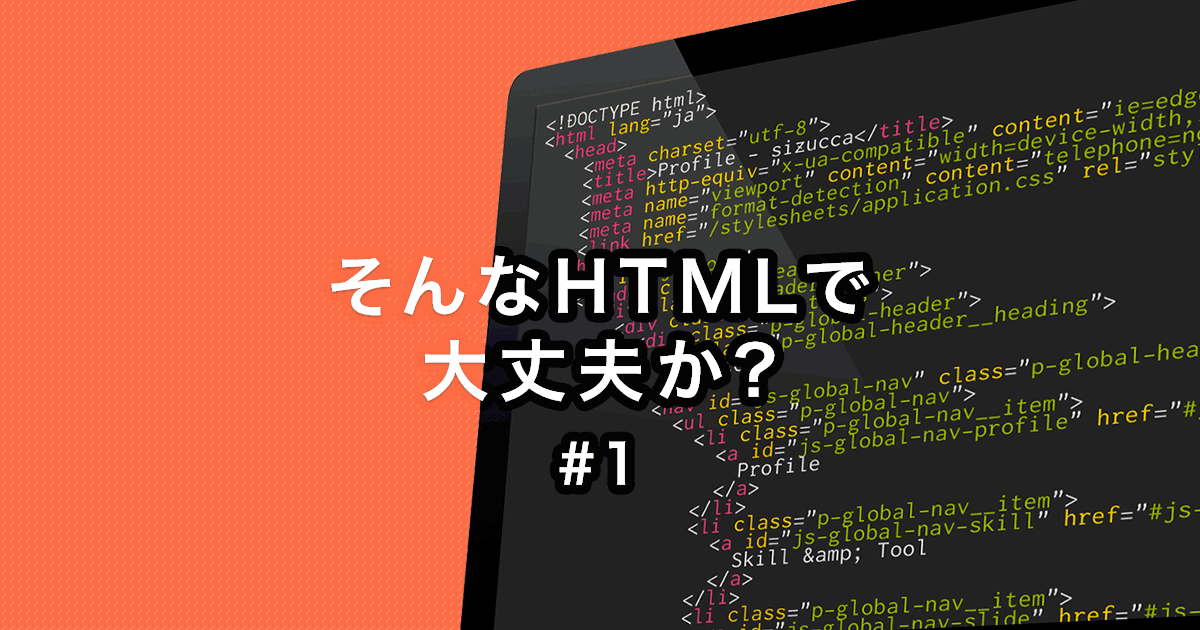 <!DOCTYPE html>
<html lang="ja">
<head>
<meta charset="utf-8">
<title>Profile – sizucca</title>
<meta http-equiv="x-ua-compatible" content="ie=edg
<meta name="viewport" content="width=device-width,
<meta name="format-detection" content="telephone=n
<link href="/stylesheets/application.css" rel="sty
そんなHTMLで
大丈夫か?
#1
p-global-header">
class="p-global-header__heading">
<nav id="js-global-nav" class="p-global-hea
<ul class="p-global-nav">
<li class="p-global-nav__item">
<a id="js-global-nav-profile" href="#
Profile
</a>
</li>
<li class="p-global-nav__item">
<a id="js-global-nav-skill" href="#js-
Skill &amp; Tool
</a>
</li>
<li class="p-global-nav__item">
id="js-global-nav-slide" href="#js-